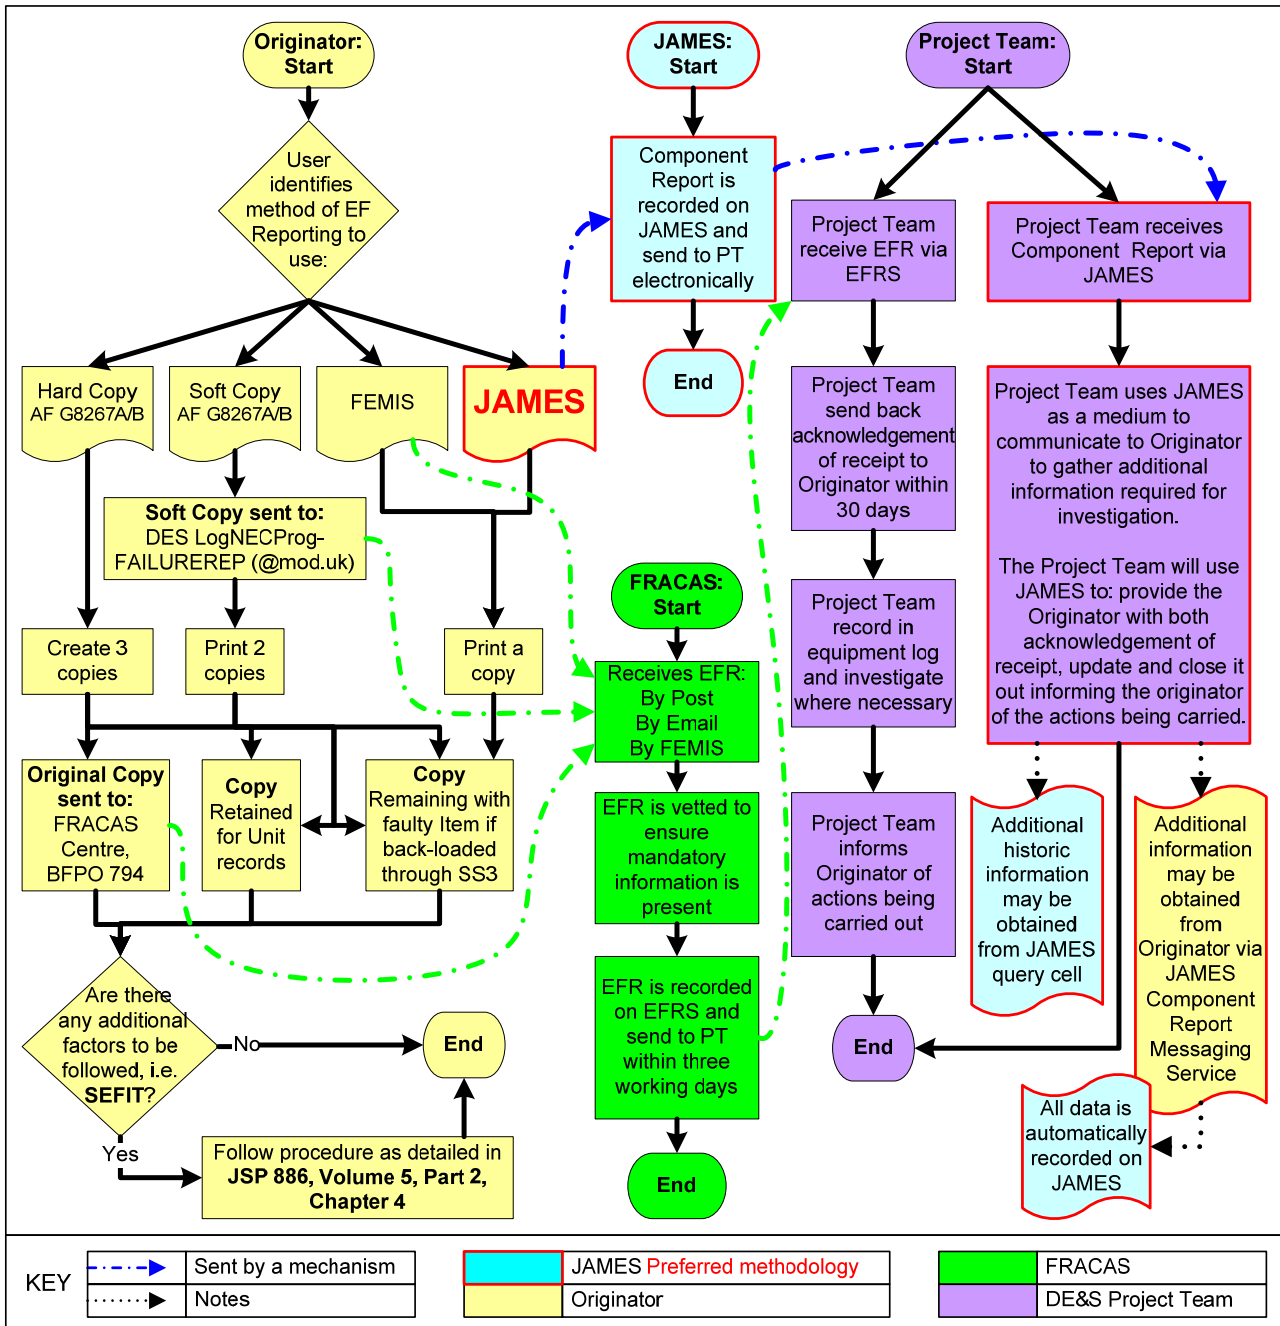 Originator:
Start
User
identifies
method of EF
Reporting to
use:
Hard Copy
AF G8267A/B
Soft Copy
AF G8267A/B
FEMIS
JAMES
Soft Copy sent to:
DES LogNECProg-
FAILUREREP (@mod.uk)
Create 3
copies
Print 2
copies
Print a
copy
Original Copy
sent to:
FRACAS
Centre,
BFPO 794
Copy
Retained
for Unit
records
Copy
Remaining with
faulty Item if
back-loaded
through SS3
Are there
any additional
factors to be
followed, i.e.
SEFIT?
No
End
Yes
Follow procedure as detailed in
JSP 886, Volume 5, Part 2,
Chapter 4
JAMES:
Start
Component
Report is
recorded on
JAMES and
send to PT
electronically
End
FRACAS:
Start
Receives EFR:
By Post
By Email
By FEMIS
EFR is vetted to
ensure
mandatory
information is
present
EFR is recorded
on EFRS and
send to PT
within three
working days
End
Project Team:
Start
Project Team
receive EFR via
EFRS
Project Team
send back
acknowledgement
of receipt to
Originator within
30 days
Project Team
record in
equipment log
and investigate
where necessary
Project Team
informs
Originator of
actions being
carried out
End
Project Team receives
Component Report via
JAMES
Project Team uses JAMES
as a medium to
communicate to Originator
to gather additional
information required for
investigation.
The Project Team will use
JAMES to: provide the
Originator with both
acknowledgement of
receipt, update and close it
out informing the originator
of the actions being carried.
Additional
historic
information
may be
obtained
from JAMES
query cell
Additional
information
may be
obtained
from
Originator via
JAMES
Component
Report
Messaging
Service
All data is
automatically
recorded on
JAMES
KEY
Sent by a mechanism
Notes
JAMES Preferred methodology
Originator
FRACAS
DE&S Project Team